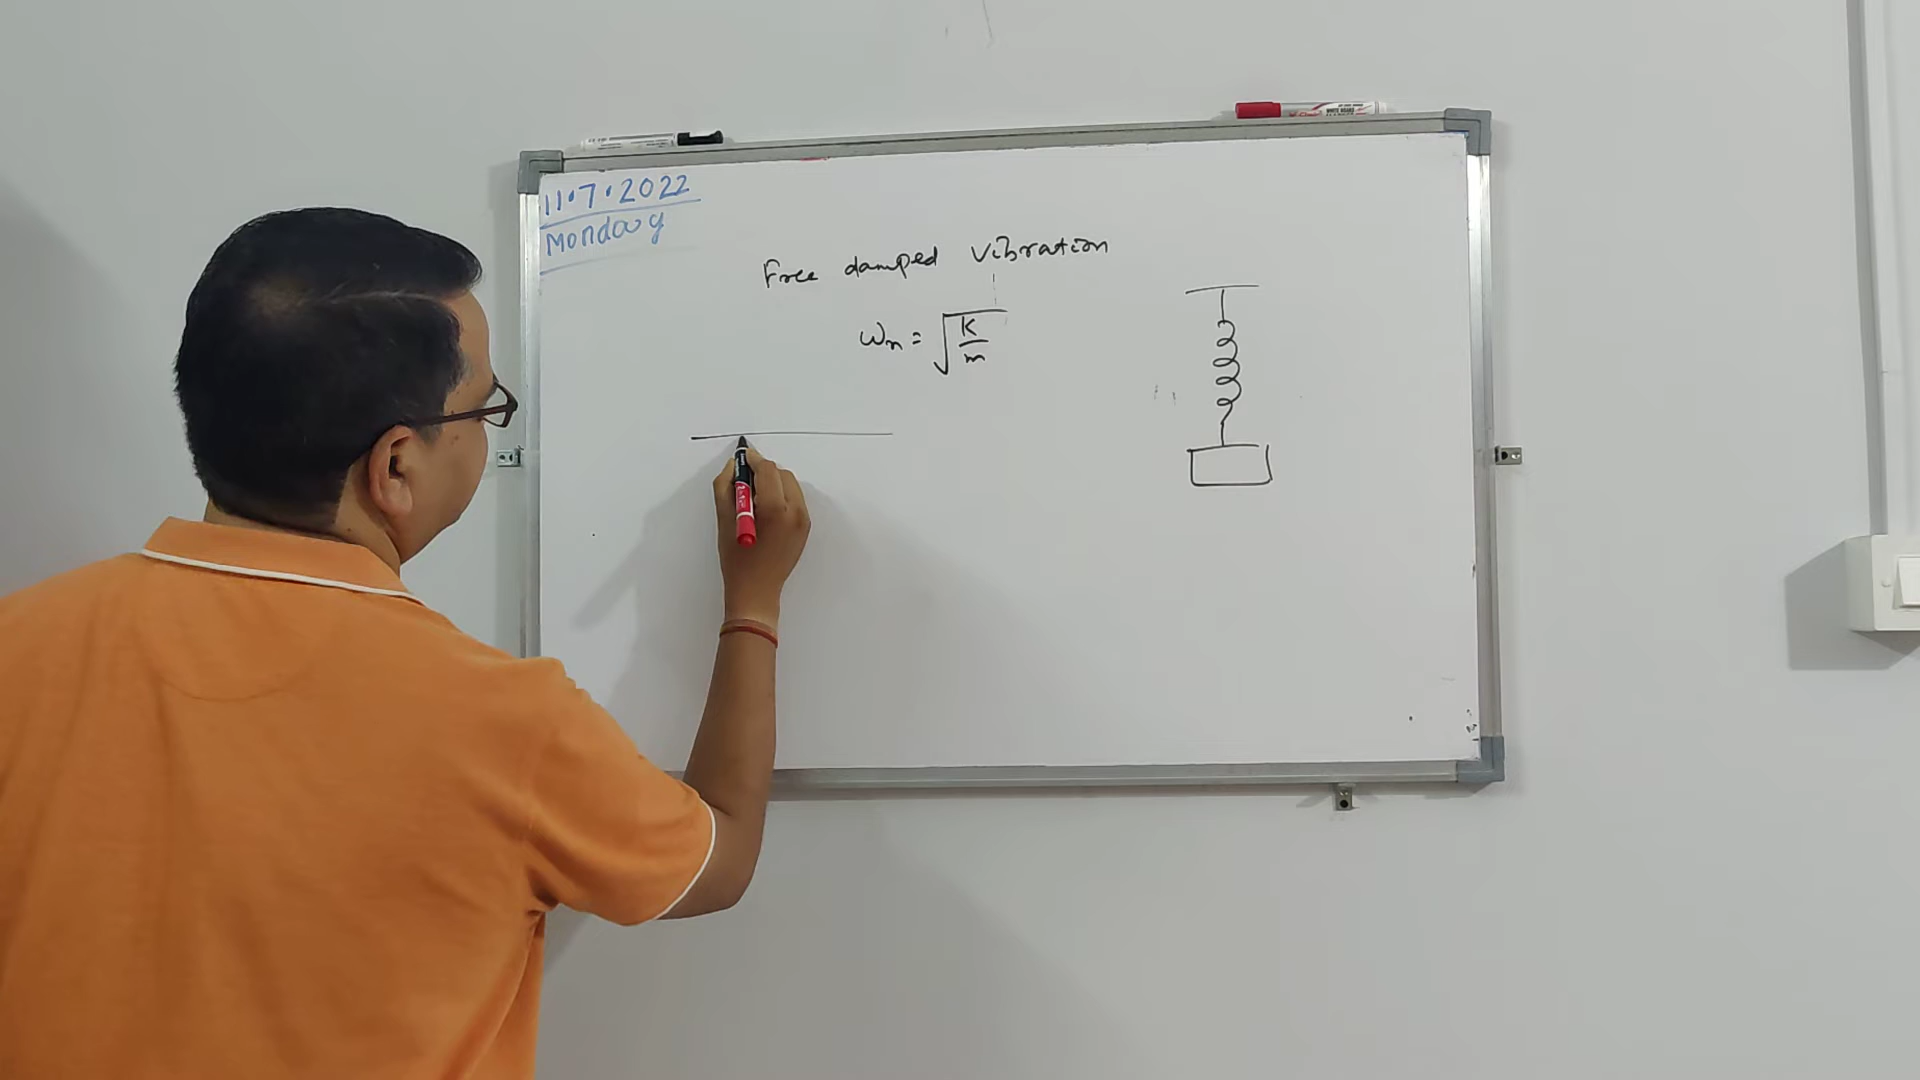 11.7.2022
Monday
Free damped vibration
ωn = √K/m